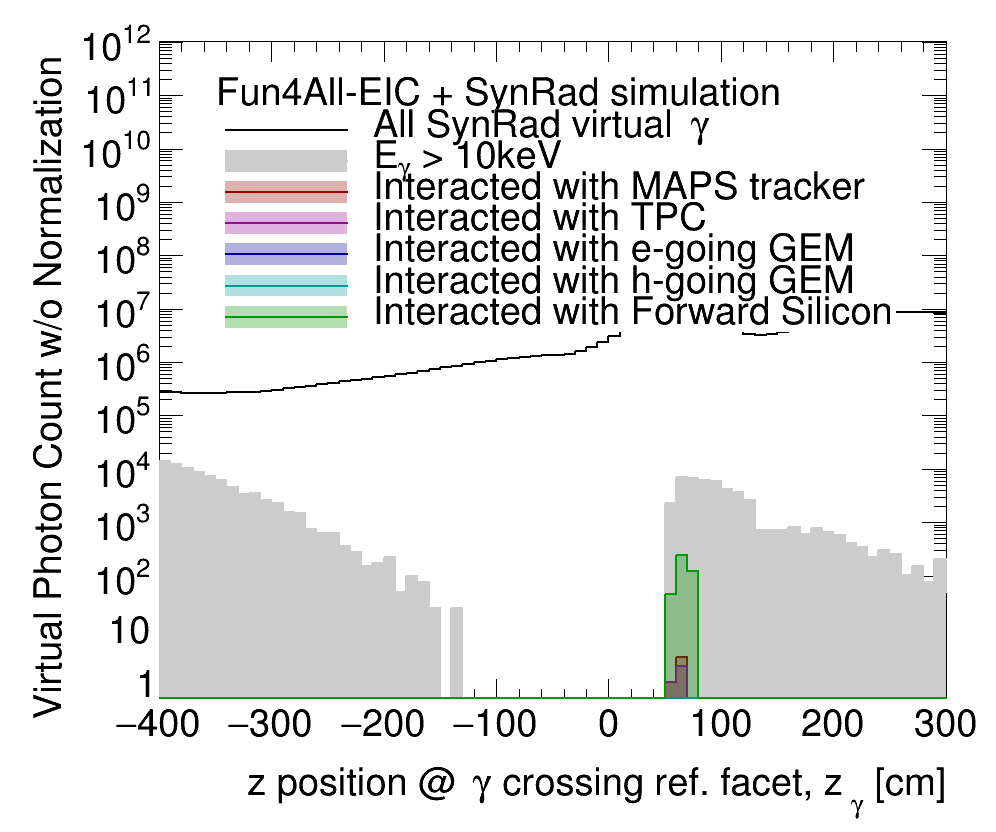 Virtual Photon Count w/o Normalization
10^12
10^11
10^10
10^9
10^8
10^7
10^6
10^5
10^4
10^3
10^2
10
1
Fun4All-EIC + SynRad simulation
All SynRad virtual γ
E_γ > 10keV
Interacted with MAPS tracker
Interacted with TPC
Interacted with e-going GEM
Interacted with h-going GEM
Interacted with Forward Silicon
−400 −300 −200 −100 0 100 200 300
z position @ γ crossing ref. facet, z_γ [cm]